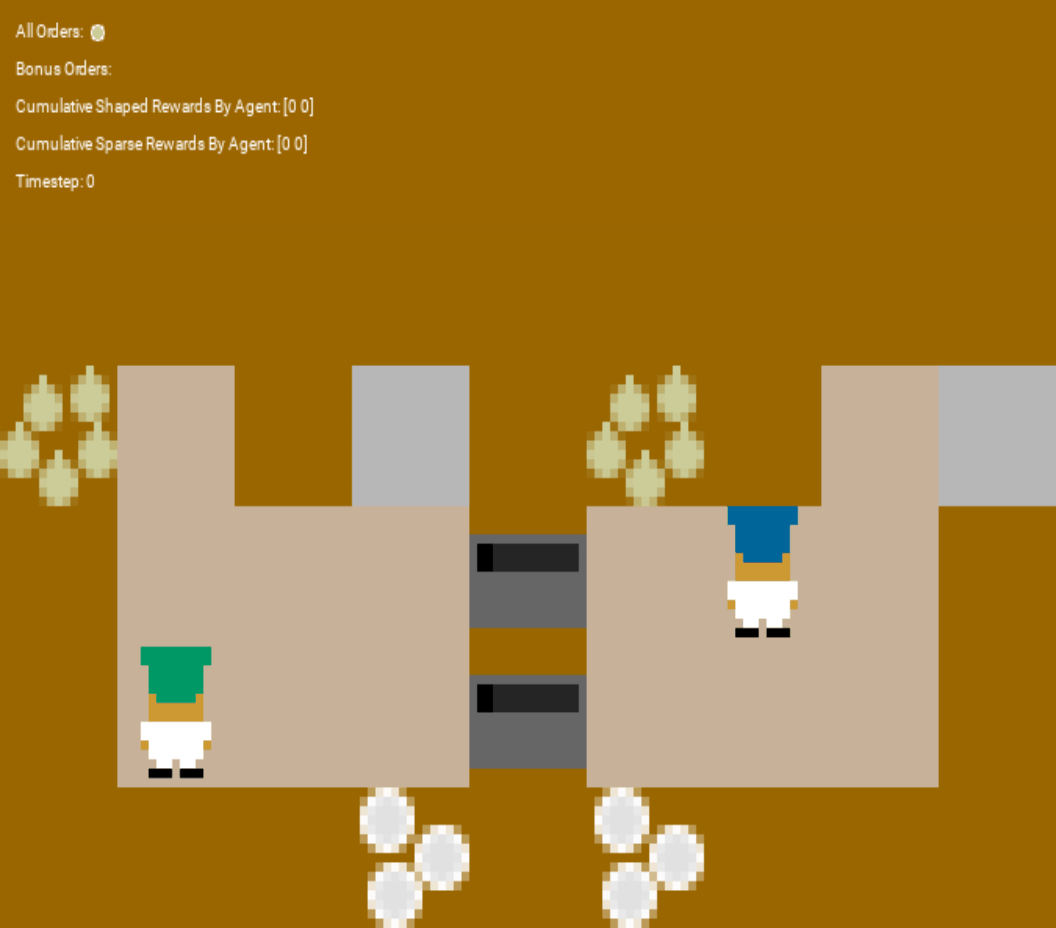 All Orders:
Bonus Orders:
Cumulative Shaped Rewards By Agent: [0 0]
Cumulative Sparse Rewards By Agent: [0 0]
Timestep: 0